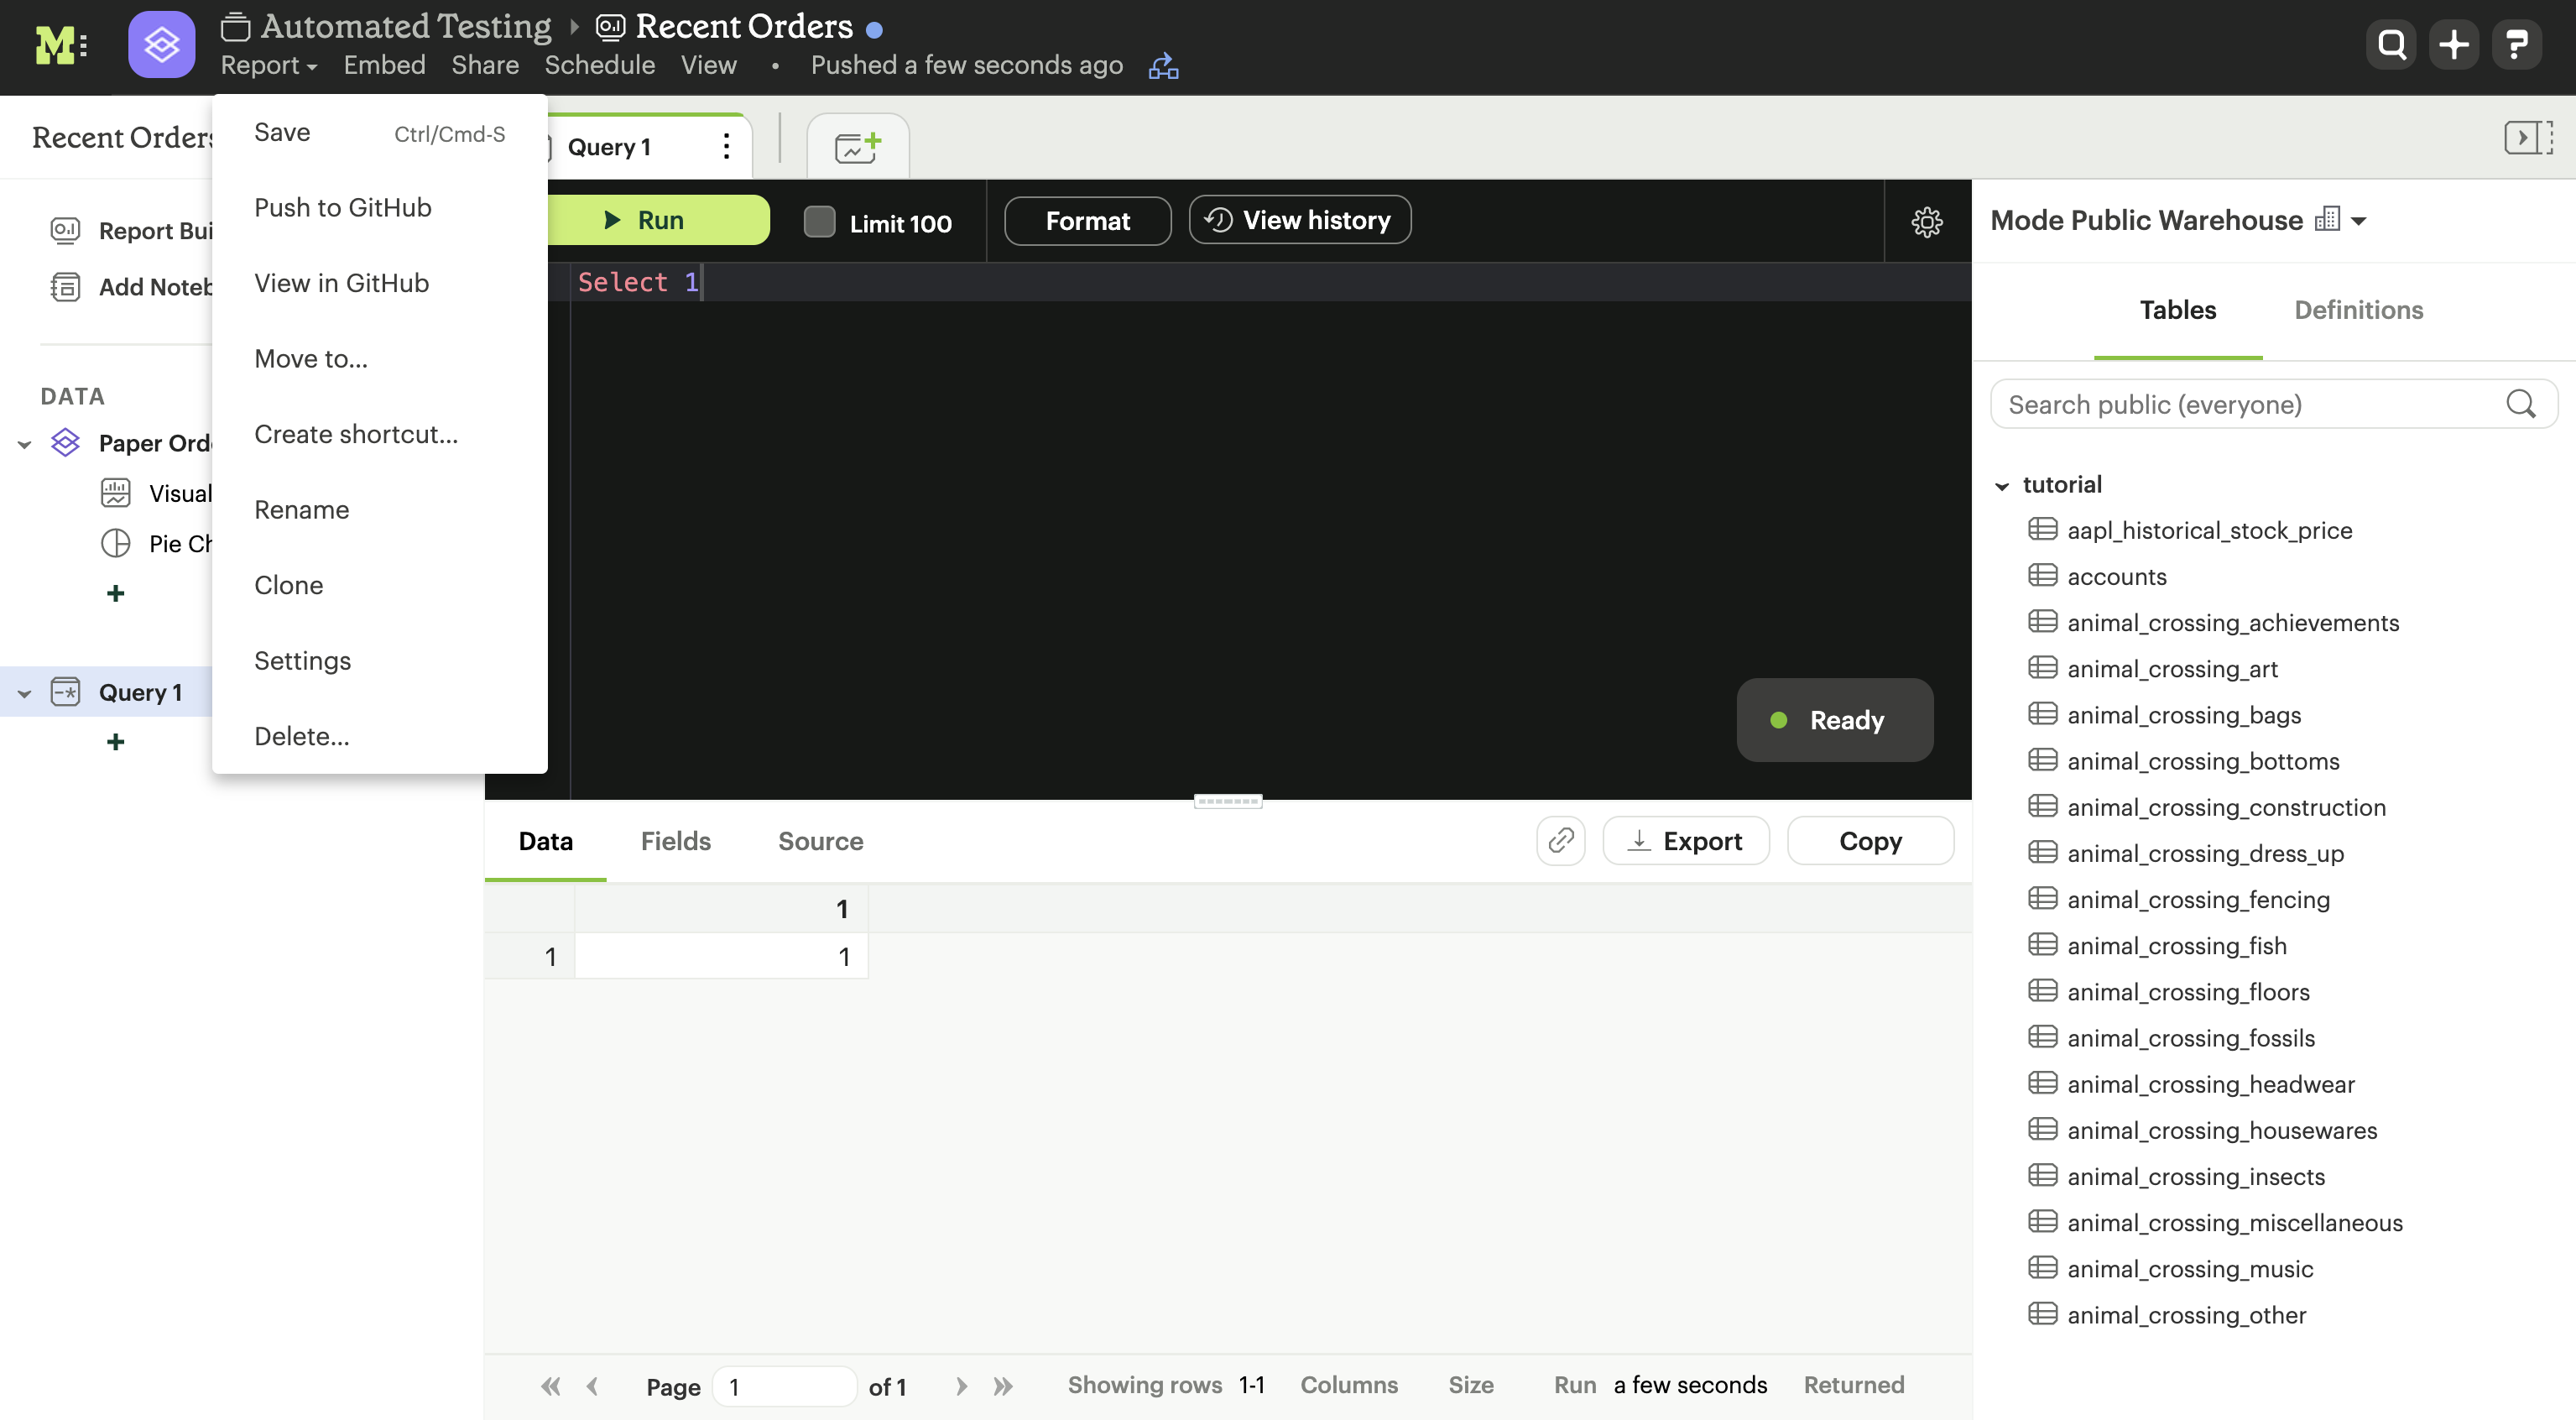 M
Automated Testing
Recent Orders
Report Embed Share Schedule View • Pushed a few seconds ago
Recent Orders
Save Ctrl/Cmd-S
Push to GitHub
View in GitHub
Move to...
Create shortcut...
Rename
Clone
Settings
Delete...
Report Bui
Add Noteb
DATA
Paper Ord
Visual
Pie Ch
+
Query 1
+
Query 1
Run
Limit 100
Format
View history
Select 1
Ready
Data Fields Source
Export Copy
1
1 1
Page 1 of 1
Showing rows 1-1 Columns Size Run a few seconds Returned
Mode Public Warehouse
Tables Definitions
Search public (everyone)
tutorial
aapl_historical_stock_price
accounts
animal_crossing_achievements
animal_crossing_art
animal_crossing_bags
animal_crossing_bottoms
animal_crossing_construction
animal_crossing_dress_up
animal_crossing_fencing
animal_crossing_fish
animal_crossing_floors
animal_crossing_fossils
animal_crossing_headwear
animal_crossing_housewares
animal_crossing_insects
animal_crossing_miscellaneous
animal_crossing_music
animal_crossing_other